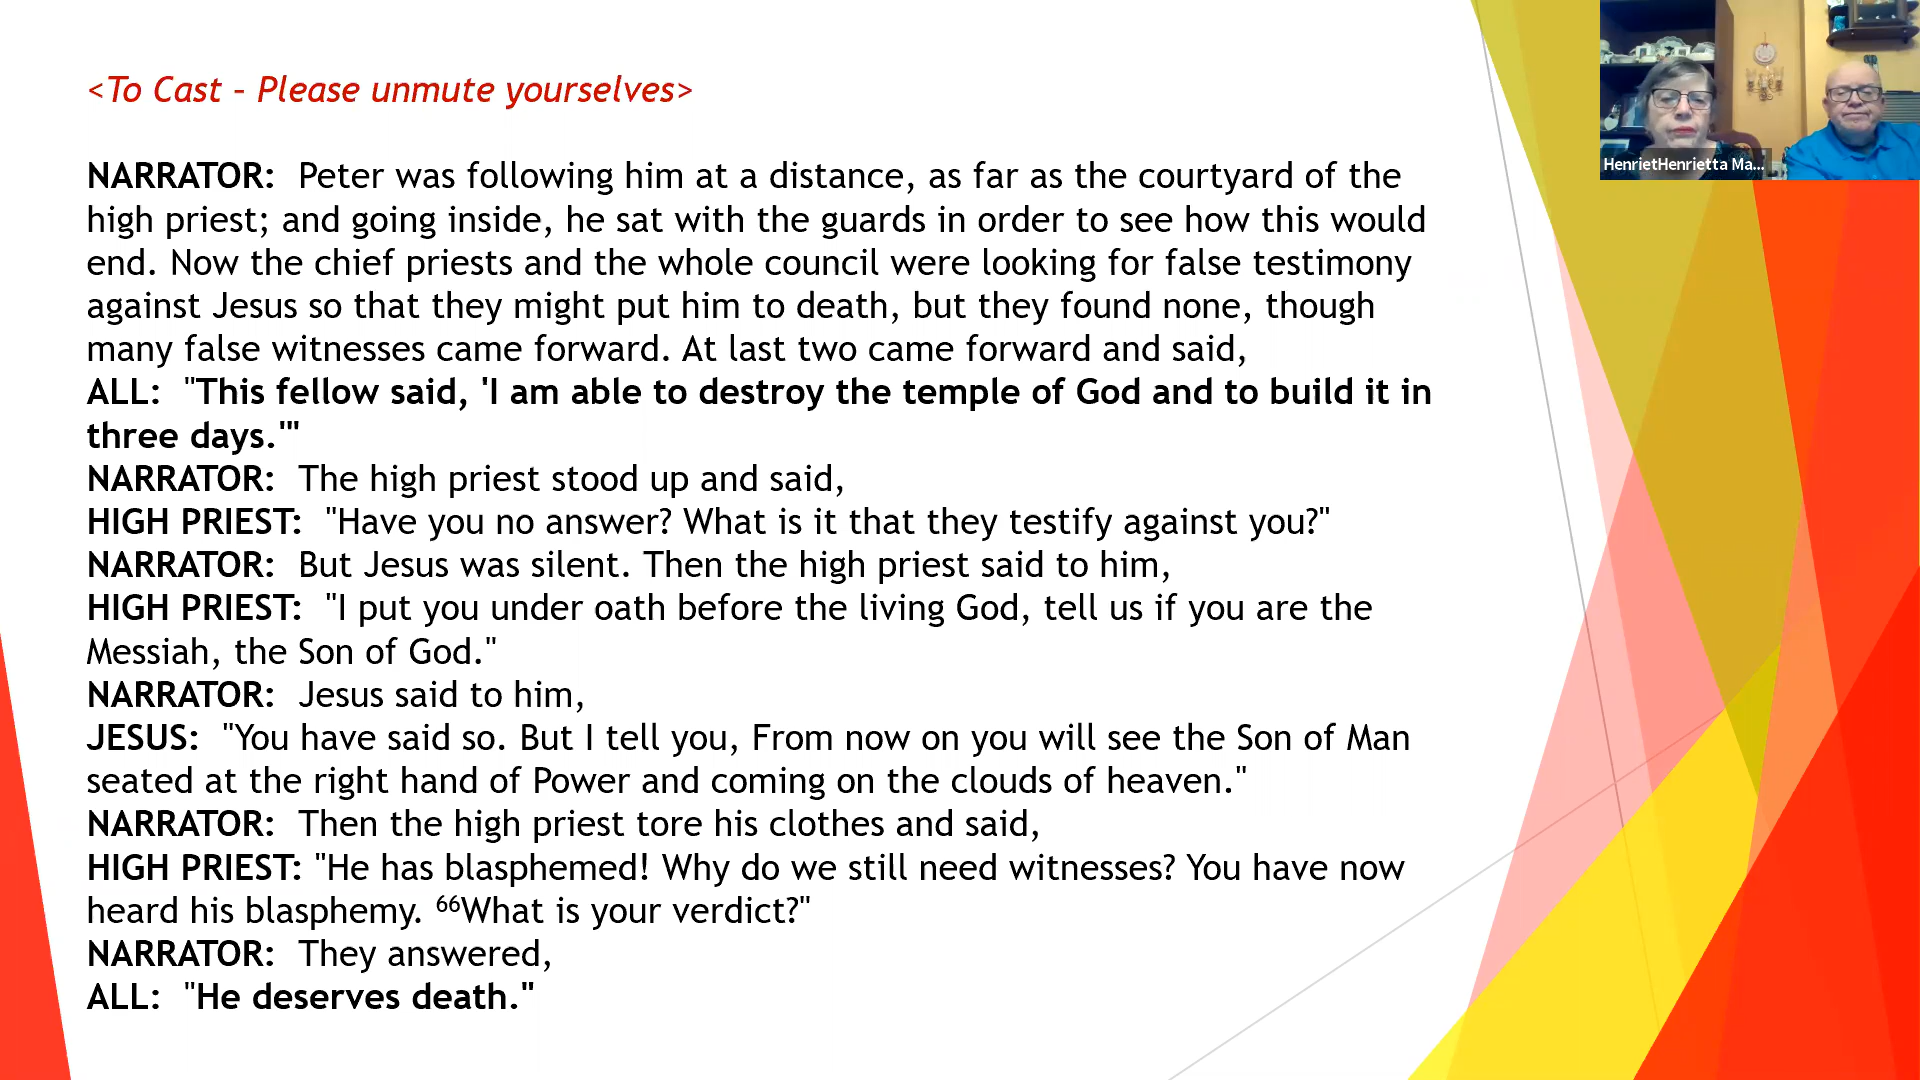 <To Cast – Please unmute yourselves>
NARRATOR: Peter was following him at a distance, as far as the courtyard of the
high priest; and going inside, he sat with the guards in order to see how this would
end. Now the chief priests and the whole council were looking for false testimony
against Jesus so that they might put him to death, but they found none, though
many false witnesses came forward. At last two came forward and said,
ALL: "This fellow said, 'I am able to destroy the temple of God and to build it in
three days.'"
NARRATOR: The high priest stood up and said,
HIGH PRIEST: "Have you no answer? What is it that they testify against you?"
NARRATOR: But Jesus was silent. Then the high priest said to him,
HIGH PRIEST: "I put you under oath before the living God, tell us if you are the
Messiah, the Son of God."
NARRATOR: Jesus said to him,
JESUS: "You have said so. But I tell you, From now on you will see the Son of Man
seated at the right hand of Power and coming on the clouds of heaven."
NARRATOR: Then the high priest tore his clothes and said,
HIGH PRIEST: "He has blasphemed! Why do we still need witnesses? You have now
heard his blasphemy. ⁶⁶What is your verdict?"
NARRATOR: They answered,
ALL: "He deserves death."
HenrietHenrietta Ma...